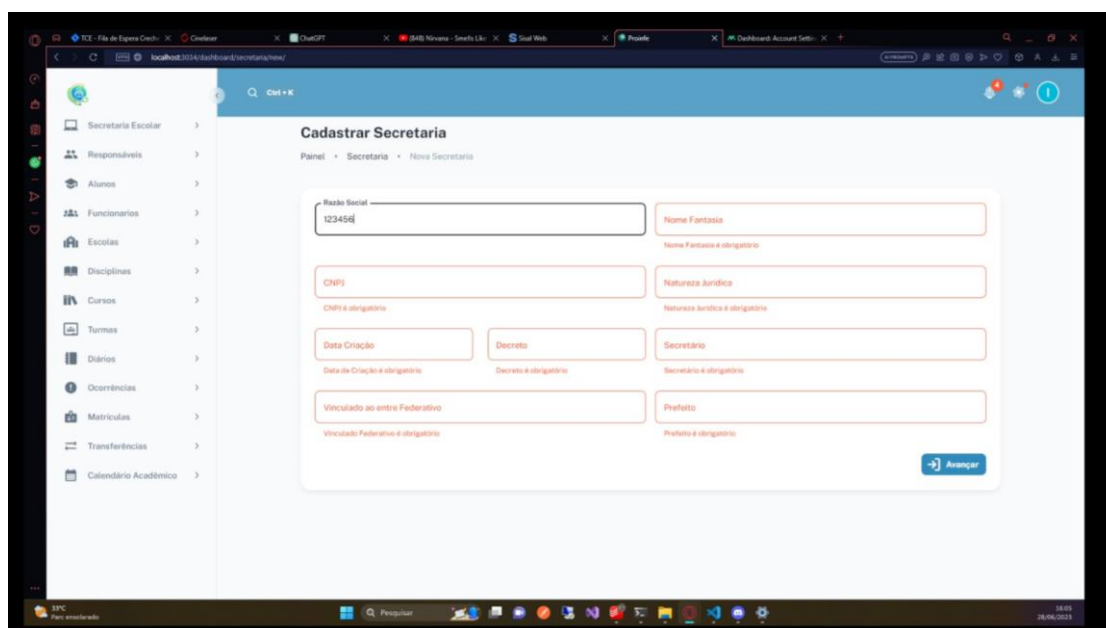 TCE - Fila de Espera Creche
Cinelaser
ChatGPT
(848) Nirvana - Smells Like
Sisal Web
Proinfe
Dashboard: Account Settin
localhost:3034/dashboard/secretaria/new/
Ctrl + K
Secretaria Escolar
Responsáveis
Alunos
Funcionarios
Escolas
Disciplinas
Cursos
Turmas
Diários
Ocorrências
Matrículas
Transferências
Calendário Acadêmico
Cadastrar Secretaria
Painel • Secretaria • Nova Secretaria
Razão Social
123456
Nome Fantasia
Nome Fantasia é obrigatório
CNPJ
Natureza Jurídica
CNPJ é obrigatório
Natureza Jurídica é obrigatório
Data Criação
Decreto
Secretário
Data de Criação é obrigatório
Decreto é obrigatório
Secretário é obrigatório
Vinculado ao entre Federativo
Prefeito
Vinculado Federativo é obrigatório
Prefeito é obrigatório
Avançar
33°C
Parc ensolarado
Pesquisar
16:05
28/06/2023